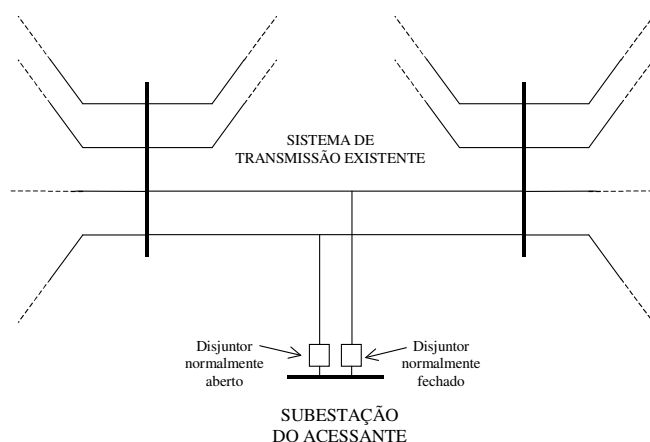 SISTEMA DE
TRANSMISSÃO EXISTENTE
Disjuntor
normalmente
aberto
Disjuntor
normalmente
fechado
SUBESTAÇÃO
DO ACESSANTE